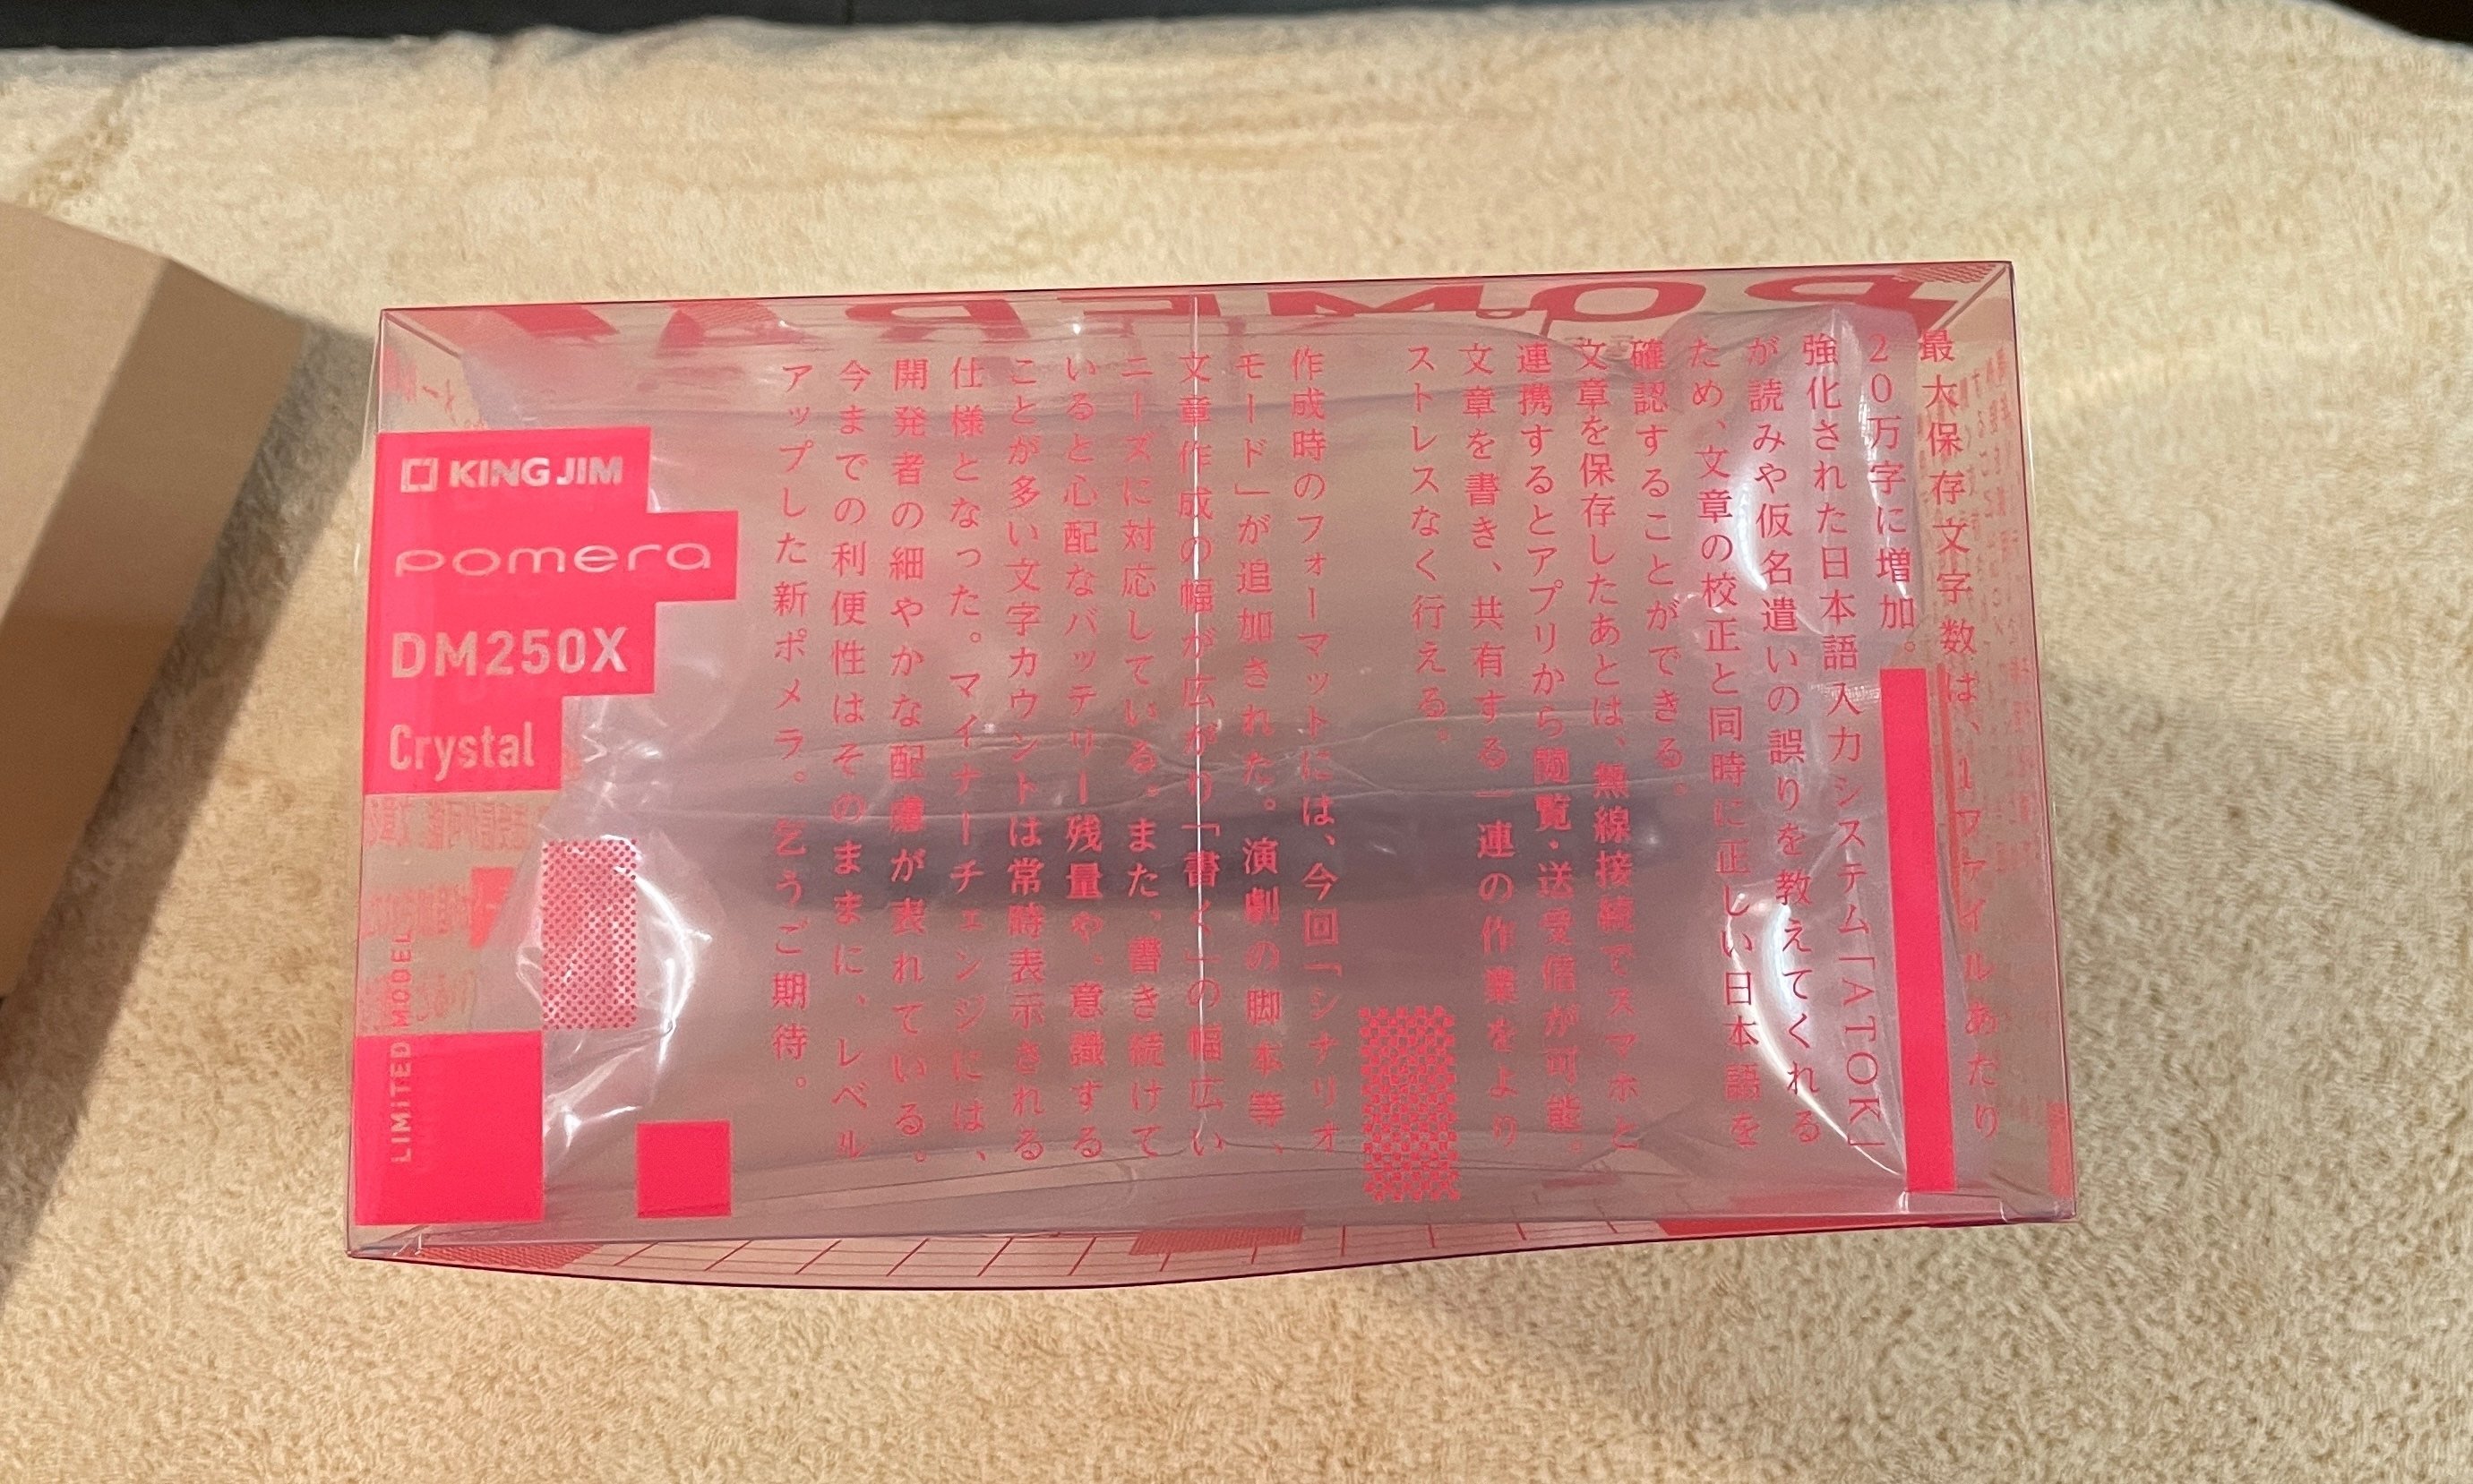 最大保存文字数は、1ファイルあたり
20万字に増加。
強化された日本語入力システム「ATOK」
が読みや仮名遣いの誤りを教えてくれる
ため、文章の校正と同時に正しい日本語を
確認することができる。
文章を保存したあとは、無線接続でスマホと
連携するとアプリから閲覧・送受信が可能。
文章を書き、共有する一連の作業をより
ストレスなく行える。
作成時のフォーマットには、今回「シナリオ
モード」が追加された。演劇の脚本等、
文章作成の幅が広がり「書く」の幅広い
ニーズに対応している。また、書き続けて
いると心配なバッテリー残量や、意識する
ことが多い文字カウントは常時表示される
仕様となった。マイナーチェンジには、
開発者の細やかな配慮が表れている。
今までの利便性はそのままに、レベル
アップした新ポメラ。乞うご期待。
KING JIM
pomera
DM250X
Crystal
LIMITED MODEL
POMERA